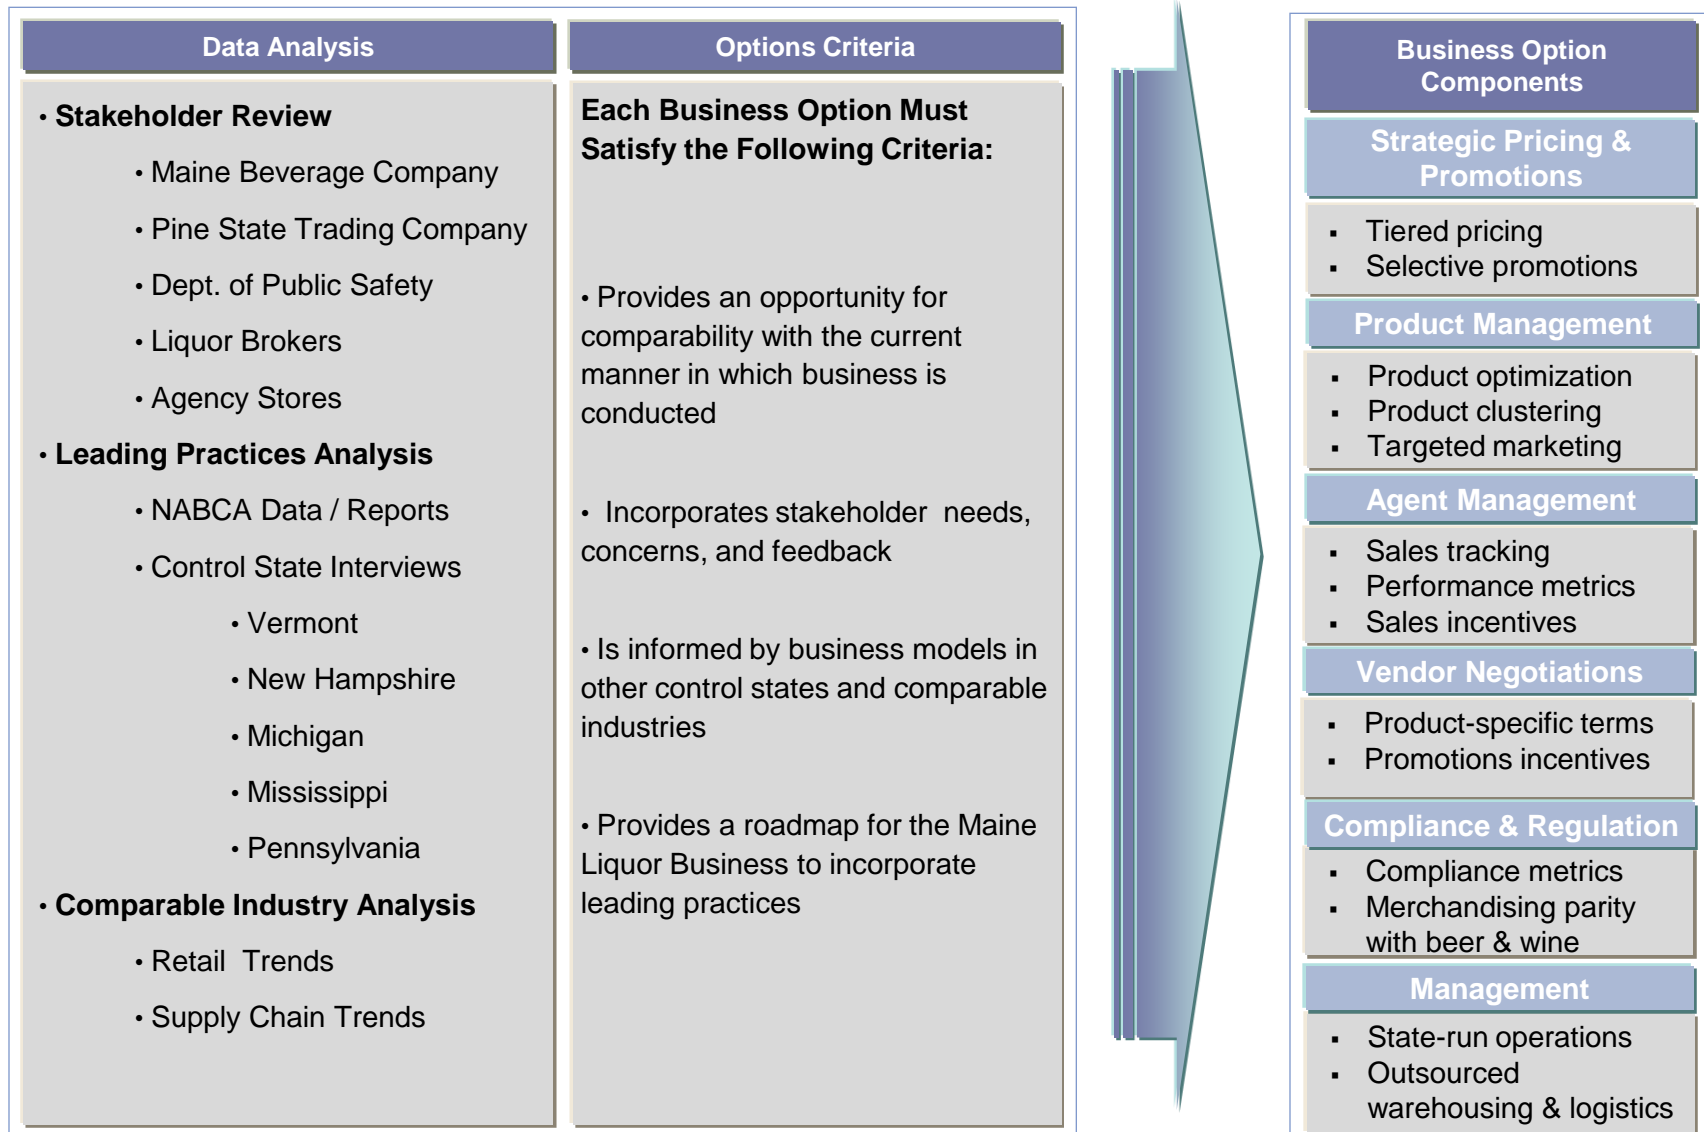 Data Analysis
• Stakeholder Review
• Maine Beverage Company
• Pine State Trading Company
• Dept. of Public Safety
• Liquor Brokers
• Agency Stores
• Leading Practices Analysis
• NABCA Data / Reports
• Control State Interviews
• Vermont
• New Hampshire
• Michigan
• Mississippi
• Pennsylvania
• Comparable Industry Analysis
• Retail Trends
• Supply Chain Trends
Options Criteria
Each Business Option Must
Satisfy the Following Criteria:
• Provides an opportunity for
comparability with the current
manner in which business is
conducted
• Incorporates stakeholder needs,
concerns, and feedback
• Is informed by business models in
other control states and comparable
industries
• Provides a roadmap for the Maine
Liquor Business to incorporate
leading practices
Business Option
Components
Strategic Pricing &
Promotions
▪ Tiered pricing
▪ Selective promotions
Product Management
▪ Product optimization
▪ Product clustering
▪ Targeted marketing
Agent Management
▪ Sales tracking
▪ Performance metrics
▪ Sales incentives
Vendor Negotiations
▪ Product-specific terms
▪ Promotions incentives
Compliance & Regulation
▪ Compliance metrics
▪ Merchandising parity
with beer & wine
Management
▪ State-run operations
▪ Outsourced
warehousing & logistics